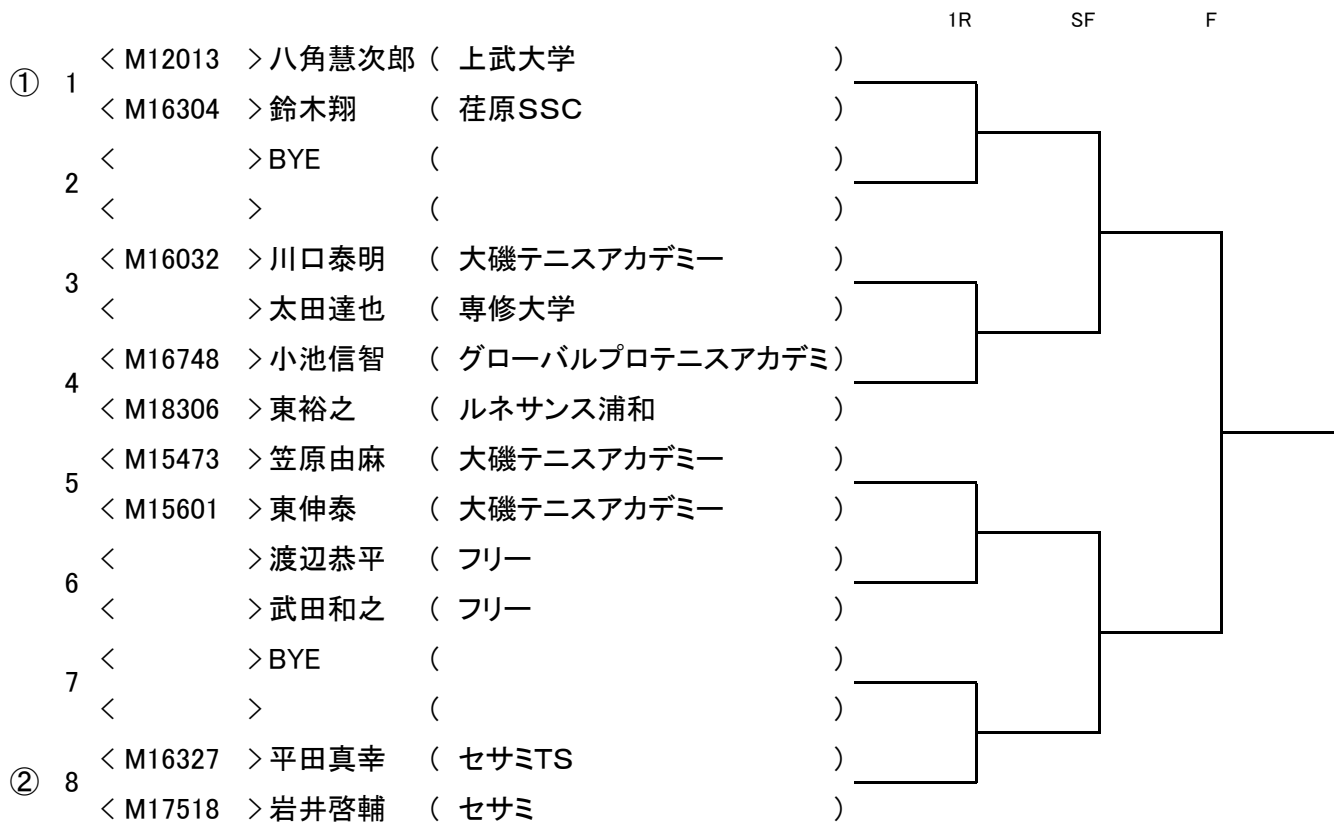 1R SF F
< M12013 >八角慧次郎 ( 上武大学 )
① 1
< M16304 >鈴木翔 ( 荏原SSC )
< >BYE ( )
2
< > ( )
< M16032 >川口泰明 ( 大磯テニスアカデミー )
3
< >太田達也 ( 専修大学 )
< M16748 >小池信智 ( グローバルプロテニスアカデミ )
4
< M18306 >東裕之 ( ルネサンス浦和 )
< M15473 >笠原由麻 ( 大磯テニスアカデミー )
5
< M15601 >東伸泰 ( 大磯テニスアカデミー )
< >渡辺恭平 ( フリー )
6
< >武田和之 ( フリー )
< >BYE ( )
7
< > ( )
< M16327 >平田真幸 ( セサミTS )
② 8
< M17518 >岩井啓輔 ( セサミ )